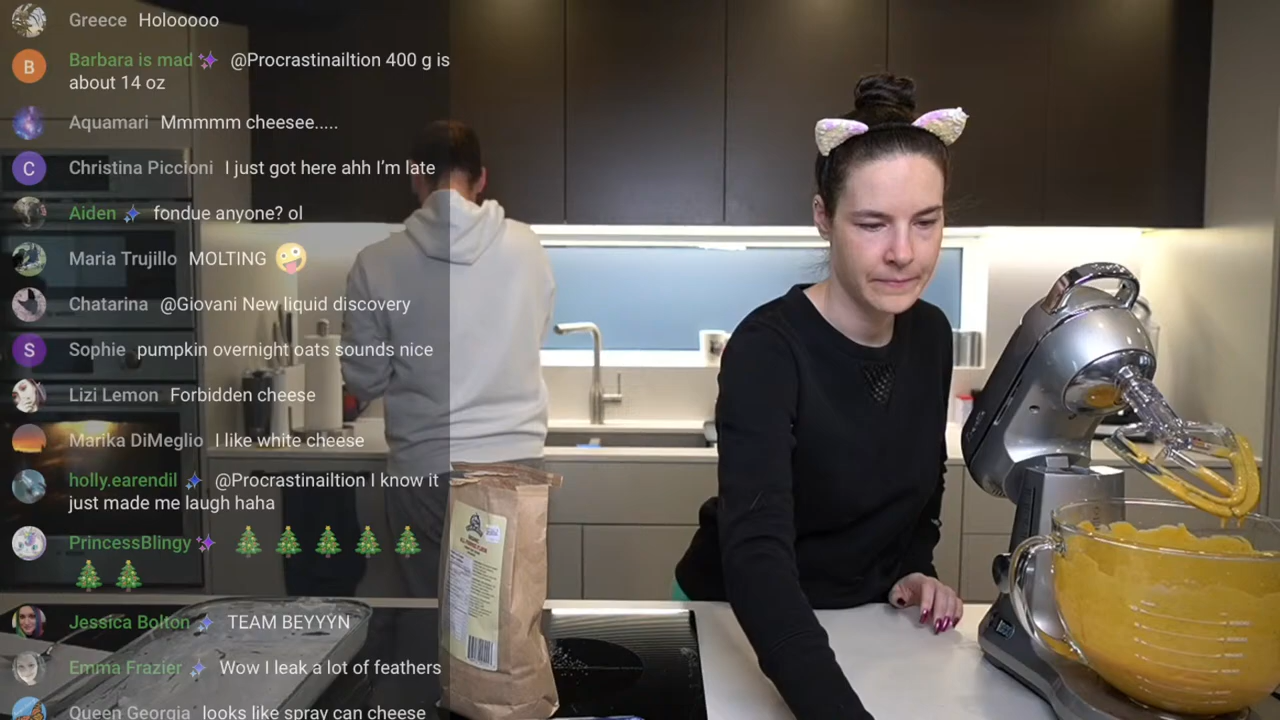 Greece Holooooo
B Barbara is mad @Procrastinailtion 400 g is
about 14 oz
Aquamari Mmmmm cheesee.....
C Christina Piccioni I just got here ahh I'm late
Aiden fondue anyone? ol
Maria Trujillo MOLTING
Chatarina @Giovani New liquid discovery
S Sophie pumpkin overnight oats sounds nice
Lizi Lemon Forbidden cheese
Marika DiMeglio I like white cheese
holly.earendil @Procrastinailtion I know it
just made me laugh haha
PrincessBlingy
Jessica Bolton TEAM BEYYYN
Emma Frazier Wow I leak a lot of feathers
Queen Georgia looks like spray can cheese